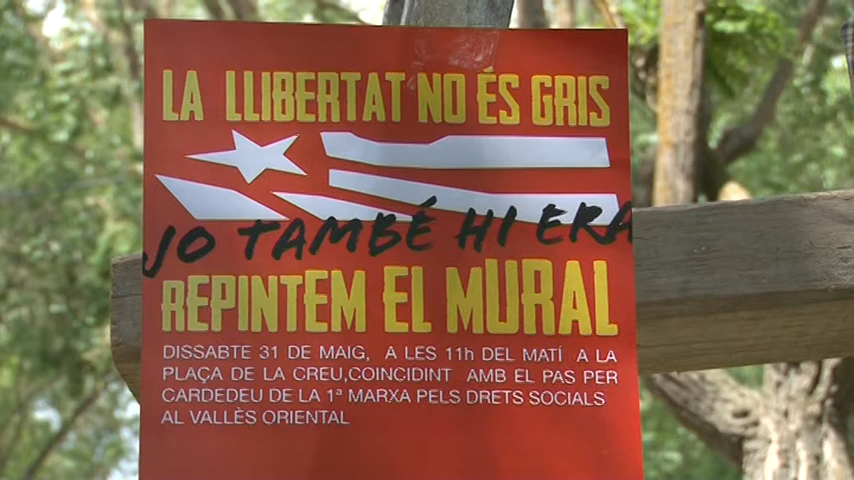 LA LLIBERTAT NO ÉS GRIS
JO TAMBÉ HI ERA
REPINTEM EL MURAL
DISSABTE 31 DE MAIG, A LES 11h DEL MATÍ A LA
PLAÇA DE LA CREU,COINCIDINT AMB EL PAS PER
CARDEDEU DE LA 1ª MARXA PELS DRETS SOCIALS
AL VALLÈS ORIENTAL